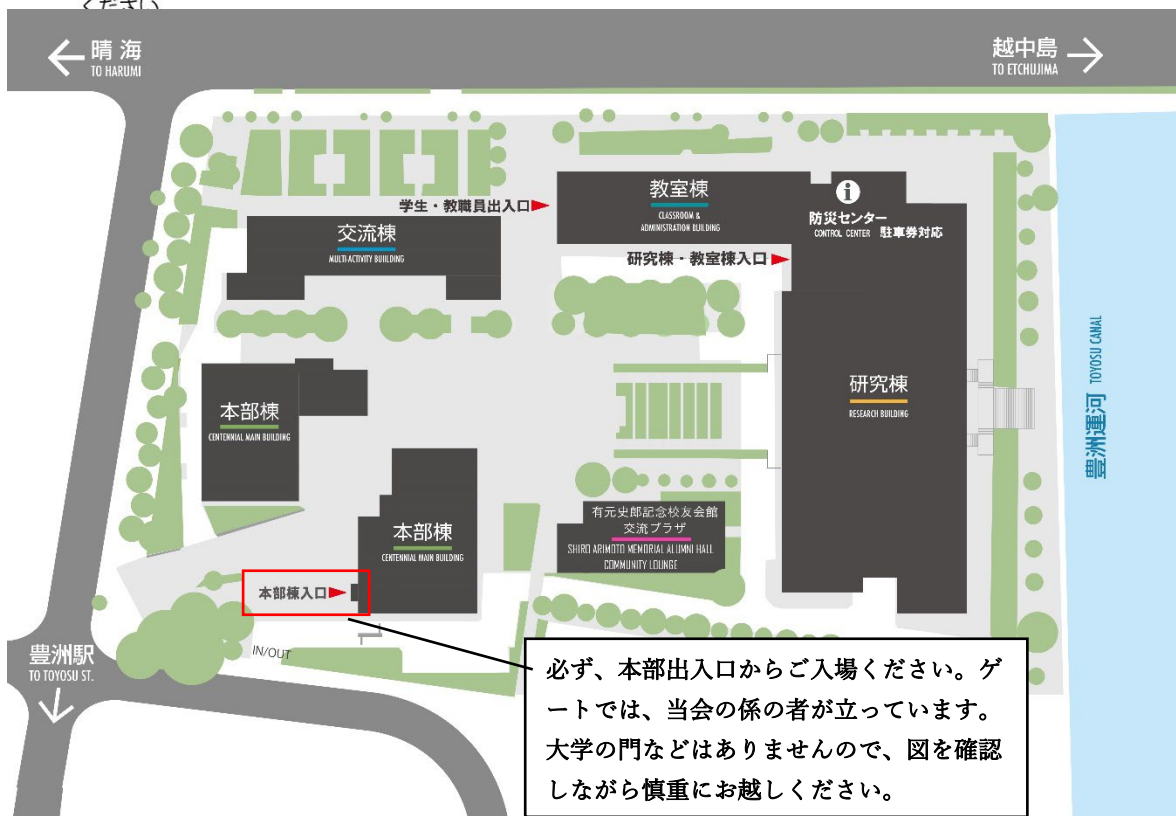 ください
晴海
TO HARUMI
越中島
TO ETCHUJIMA
学生・教職員出入口
教室棟
CLASSROOM &
ADMINISTRATION BUILDING
防災センター
CONTROL CENTER 駐車券対応
交流棟
MULTI-ACTIVITY BUILDING
研究棟・教室棟入口
本部棟
CENTENNIAL MAIN BUILDING
研究棟
RESEARCH BUILDING
豊洲運河 TOYOSU CANAL
本部棟
CENTENNIAL MAIN BUILDING
有元史郎記念校友会館
交流プラザ
SHIRO ARIMOTO MEMORIAL ALUMNI HALL
COMMUNITY LOUNGE
本部棟入口
IN/OUT
豊洲駅
TO TOYOSU ST.
必ず、本部出入口からご入場ください。ゲ
ートでは、当会の係の者が立っています。
大学の門などはありませんので、図を確認
しながら慎重にお越しください。